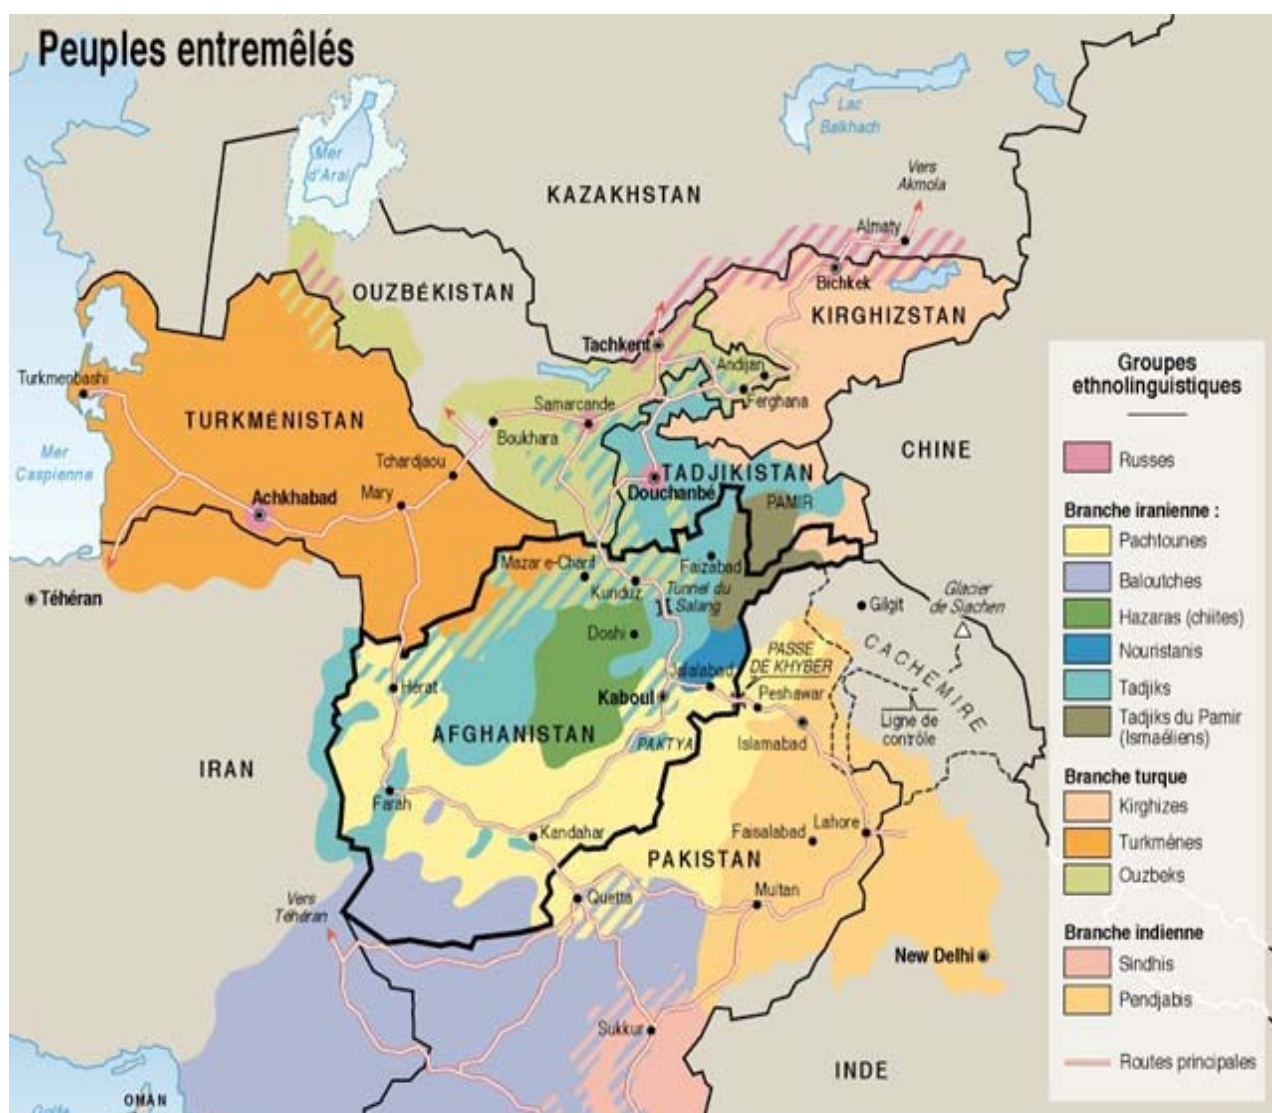 Peuples entremêlés
Lac
Balkhach
Mer
d'Aral
Vers
Akmola
KAZAKHSTAN
Almaty
Bichkek
OUZBÉKISTAN
KIRGHIZSTAN
Tachkent
Andijan
Ferghana
Turkmenbashi
Samarcande
Boukhara
TURKMÉNISTAN
CHINE
Mer
Caspienne
Tchardjaou
TADJIKISTAN
Douchanbé
Achkhabad
Mary
PAMIR
Mazar e-Charif
Faizabad
Kunduz
Tunnel du
Salang
Téhéran
Gilgit
Glacier
de Siachen
Doshi
CACHEMIRE
PASSE
DE KHYBER
Jalalabad
Hérat
Kaboul
Peshawar
AFGHANISTAN
PAKTYA
Islamabad
Ligne de
contrôle
IRAN
Farah
Kandahar
Faisalabad
Lahore
PAKISTAN
Vers
Téhéran
Quetta
Multan
New Delhi
Sukkur
INDE
OMAN
Golfe
Groupes
ethnolinguistiques
Russes
Branche iranienne :
Pachtounes
Baloutches
Hazaras (chiites)
Nouristanis
Tadjiks
Tadjiks du Pamir
(Ismaéliens)
Branche turque
Kirghizes
Turkmènes
Ouzbeks
Branche indienne
Sindhis
Pendjabis
Routes principales